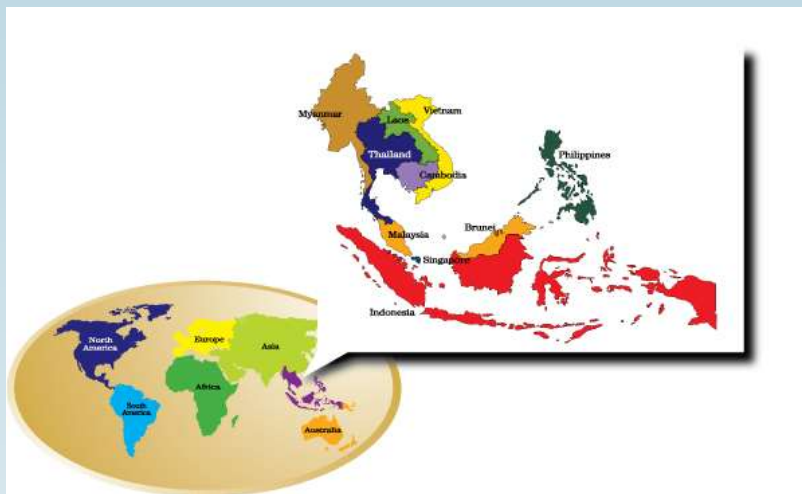 Myanmar
Laos
Vietnam
Thailand
Cambodia
Philippines
Malaysia
Brunei
Singapore
Indonesia
North
America
Europe
Asia
Africa
South
America
Australia